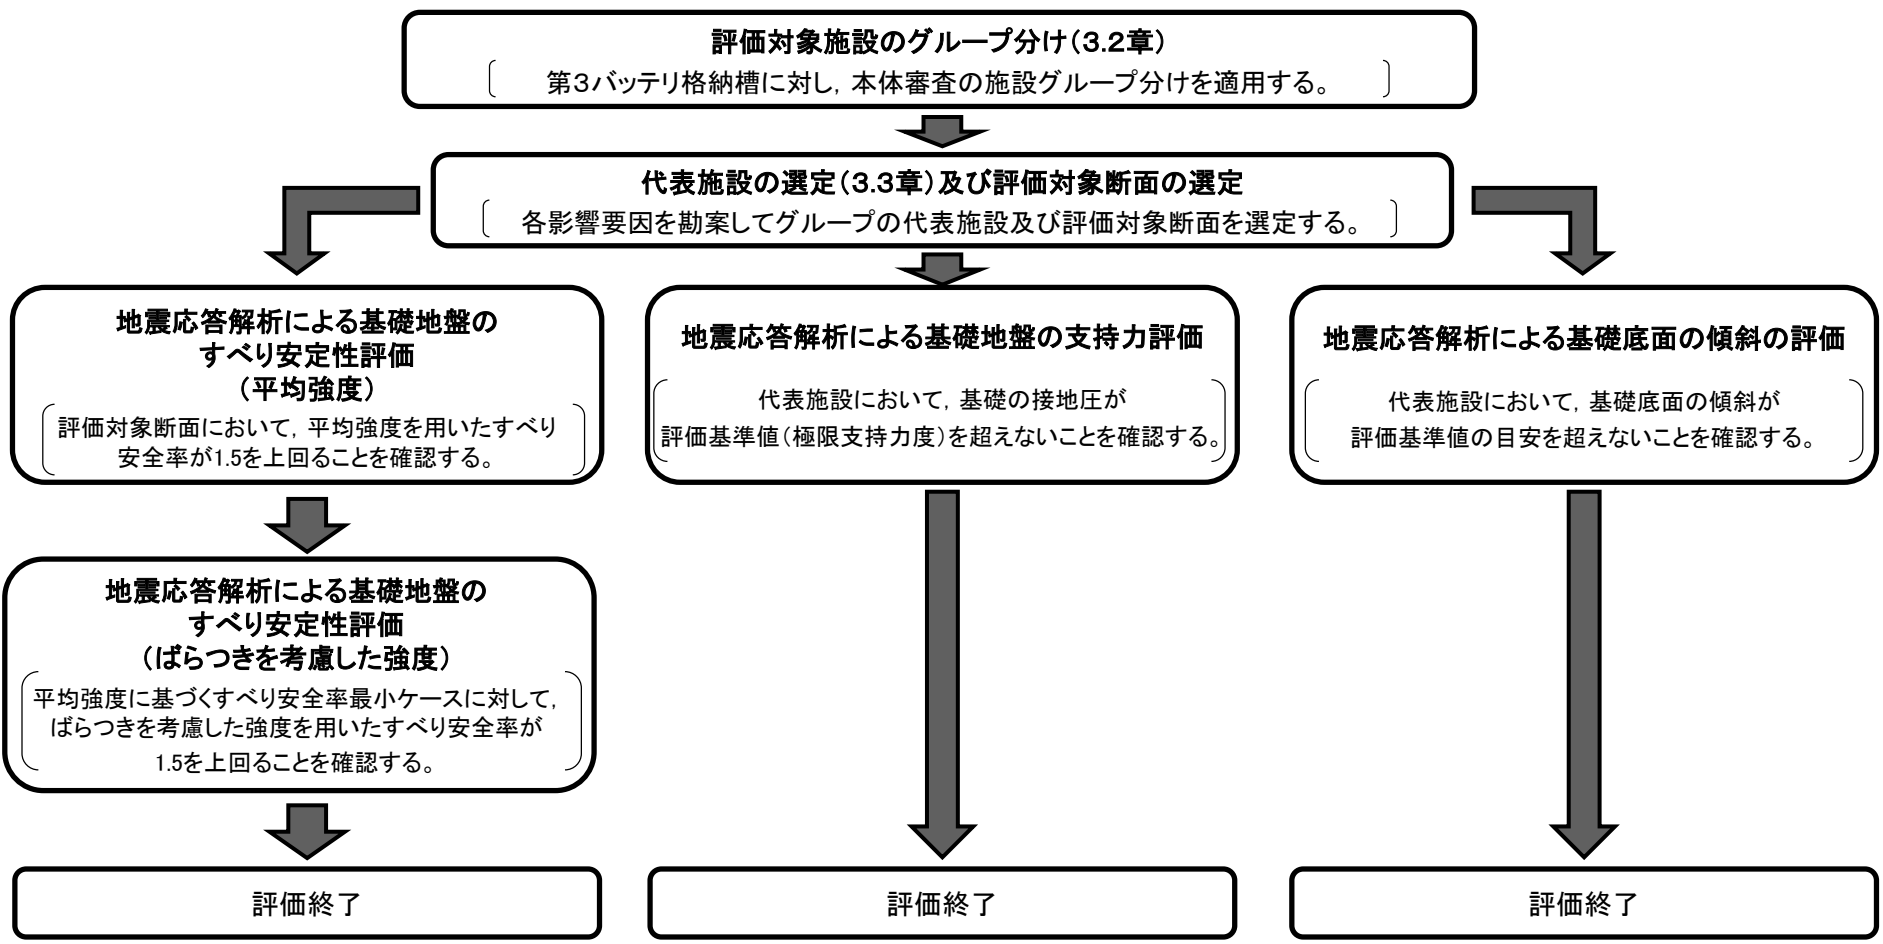 評価対象施設のグループ分け（3.2章）
第３バッテリ格納槽に対し，本体審査の施設グループ分けを適用する。
代表施設の選定（3.3章）及び評価対象断面の選定
各影響要因を勘案してグループの代表施設及び評価対象断面を選定する。
地震応答解析による基礎地盤の
すべり安定性評価
（平均強度）
評価対象断面において，平均強度を用いたすべり
安全率が1.5を上回ることを確認する。
地震応答解析による基礎地盤の支持力評価
代表施設において，基礎の接地圧が
評価基準値（極限支持力度）を超えないことを確認する。
地震応答解析による基礎底面の傾斜の評価
代表施設において，基礎底面の傾斜が
評価基準値の目安を超えないことを確認する。
地震応答解析による基礎地盤の
すべり安定性評価
（ばらつきを考慮した強度）
平均強度に基づくすべり安全率最小ケースに対して，
ばらつきを考慮した強度を用いたすべり安全率が
1.5を上回ることを確認する。
評価終了
評価終了
評価終了